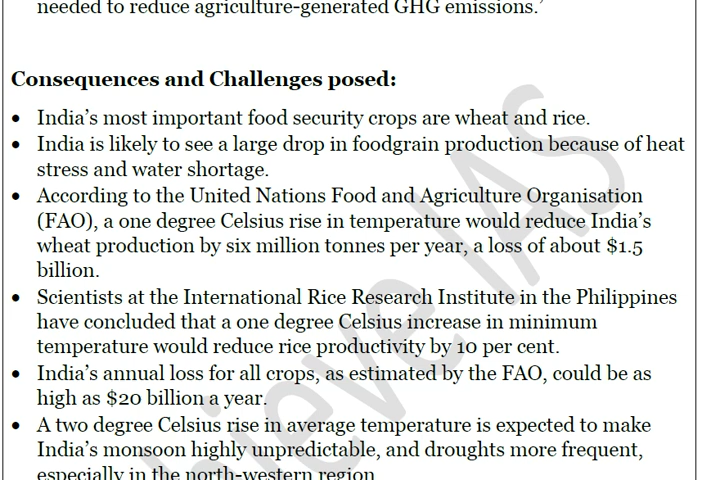 needed to reduce agriculture-generated GHG emissions.’
Consequences and Challenges posed:
• India’s most important food security crops are wheat and rice.
• India is likely to see a large drop in foodgrain production because of heat
stress and water shortage.
• According to the United Nations Food and Agriculture Organisation
(FAO), a one degree Celsius rise in temperature would reduce India’s
wheat production by six million tonnes per year, a loss of about $1.5
billion.
• Scientists at the International Rice Research Institute in the Philippines
have concluded that a one degree Celsius increase in minimum
temperature would reduce rice productivity by 10 per cent.
• India’s annual loss for all crops, as estimated by the FAO, could be as
high as $20 billion a year.
• A two degree Celsius rise in average temperature is expected to make
India’s monsoon highly unpredictable, and droughts more frequent,
especially in the north-western region
hieve IAS